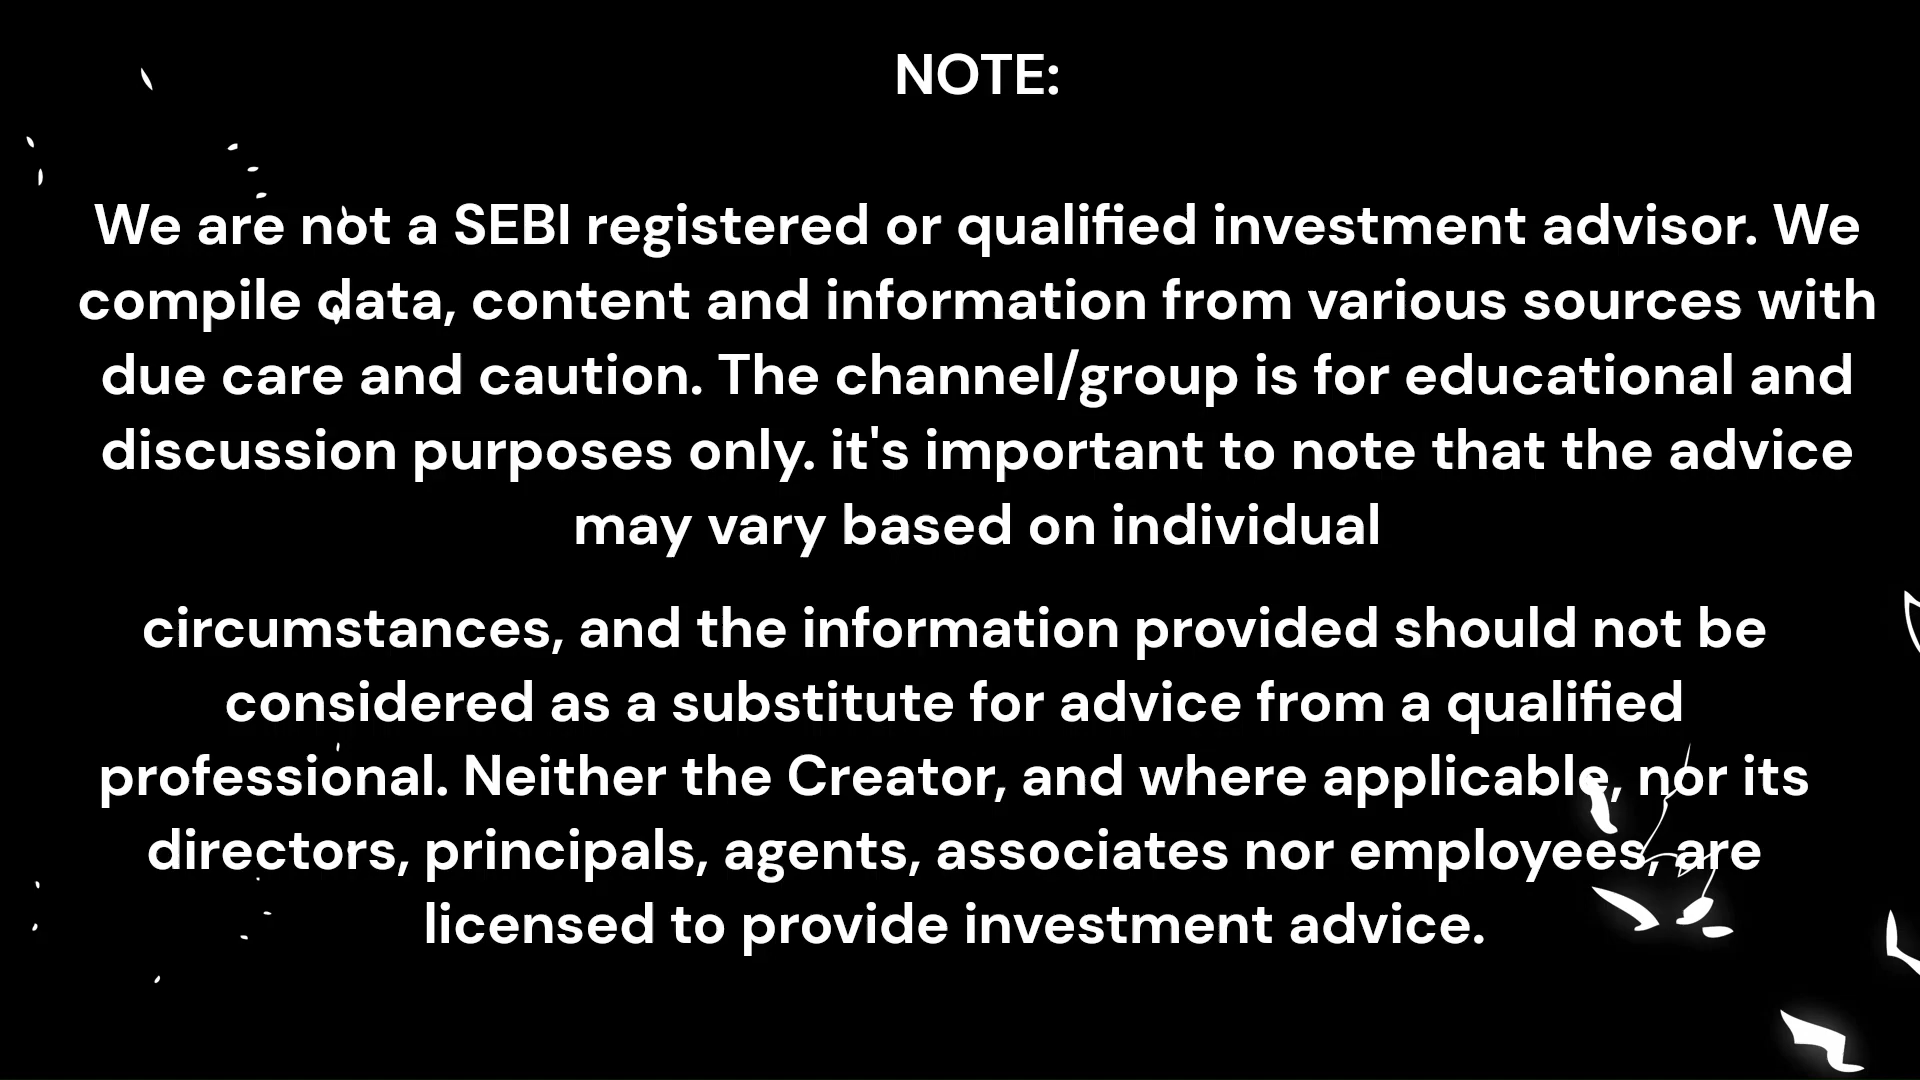 NOTE:
We are not a SEBI registered or qualified investment advisor. We
compile data, content and information from various sources with
due care and caution. The channel/group is for educational and
discussion purposes only. it's important to note that the advice
may vary based on individual
circumstances, and the information provided should not be
considered as a substitute for advice from a qualified
professional. Neither the Creator, and where applicable, nor its
directors, principals, agents, associates nor employees, are
licensed to provide investment advice.